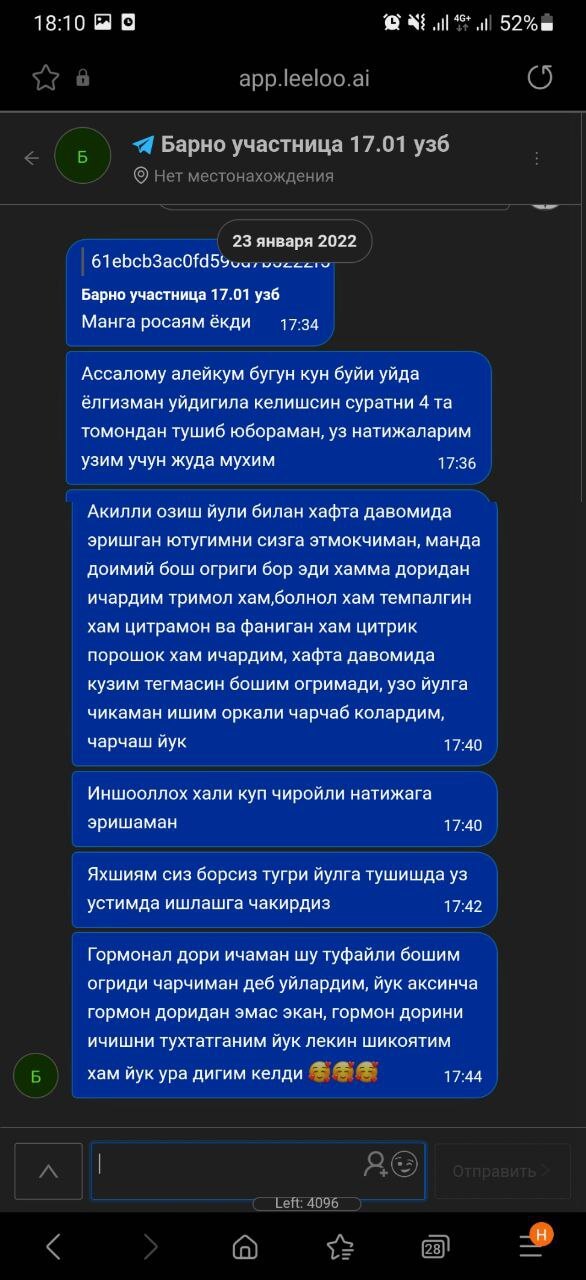 18:10
4G+
52%
app.leeloo.ai
Б
Барно участница 17.01 узб
Нет местонахождения
23 января 2022
Барно участница 17.01 узб
Манга росаям ёкди 17:34
Ассалому алейкум бугун кун буйи уйда
ёлгизман уйдигила келишсин суратни 4 та
томондан тушиб юбораман, уз натижаларим
узим учун жуда мухим 17:36
Акилли озиш йули билан хафта давомида
эришган ютугимни сизга этмокчиман, манда
доимий бош огриги бор эди хамма доридан
ичардим тримол хам,болнол хам темпалгин
хам цитрамон ва фаниган хам цитрик
порошок хам ичардим, хафта давомида
кузим тегмасин бошим огримади, узо йулга
чикаман ишим оркали чарчаб колардим,
чарчаш йук 17:40
Иншооллох хали куп чиройли натижага
эришаман 17:40
Яхшиям сиз борсиз тугри йулга тушишда уз
устимда ишлашга чакирдиз 17:42
Гормонал дори ичаман шу туфайли бошим
огриди чарчиман деб уйлардим, йук аксинча
гормон доридан эмас экан, гормон дорини
ичишни тухтатганим йук лекин шикоятим
хам йук ура дигим келди 🥰🥰🥰 17:44
Б
Отправить
Left: 4096
28
Н